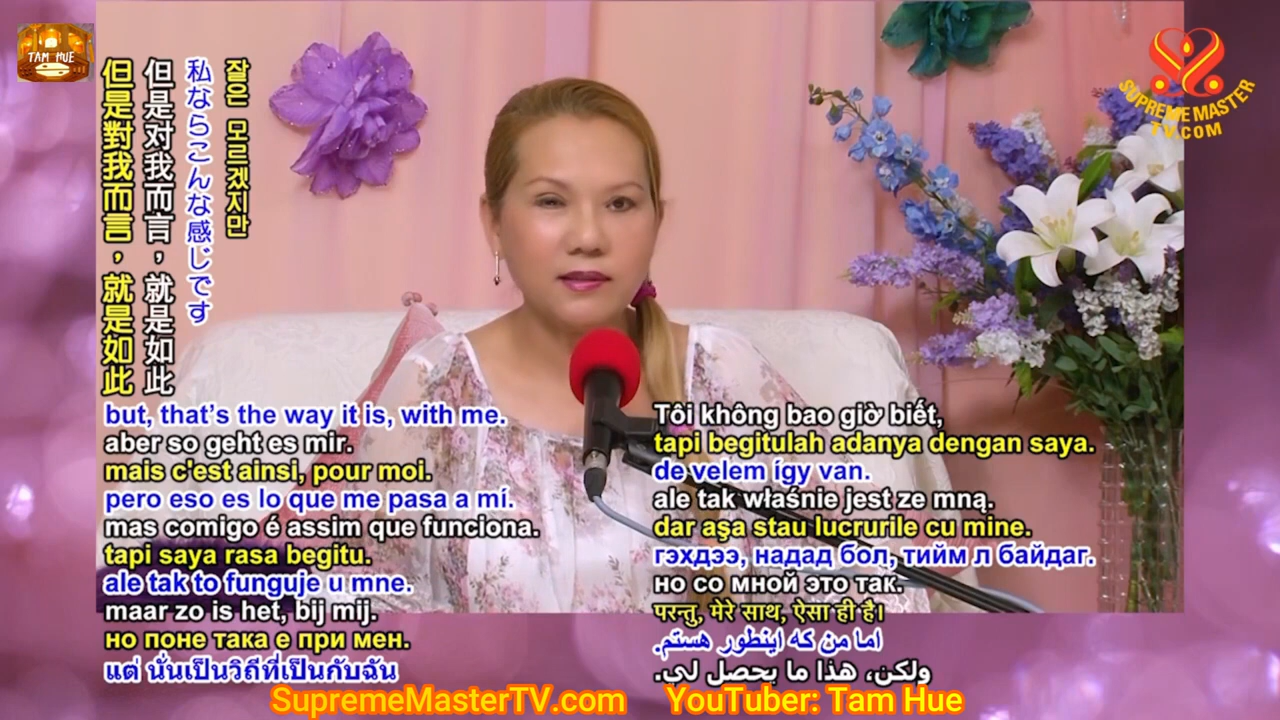 TAM HUE
SUPREME MASTER
TV.COM
但是對我而言，就是如此
但是对我而言，就是如此
私ならこんな感じです
잘은 모르겠지만
but, that’s the way it is, with me.
aber so geht es mir.
mais c'est ainsi, pour moi.
pero eso es lo que me pasa a mí.
mas comigo é assim que funciona.
tapi saya rasa begitu.
ale tak to funguje u mne.
maar zo is het, bij mij.
но поне така е при мен.
แต่ นั่นเป็นวิถีที่เป็นกับฉัน
Tôi không bao giờ biết,
tapi begitulah adanya dengan saya.
de velem így van.
ale tak właśnie jest ze mną.
dar aşa stau lucrurile cu mine.
гэхдээ, надад бол, тийм л байдаг.
но со мной это так.
परन्तु, मेरे साथ, ऐसा ही है।
اما من که اینطور هستم.
ولكن، هذا ما يحصل لي.
SupremeMasterTV.com YouTuber: Tam Hue